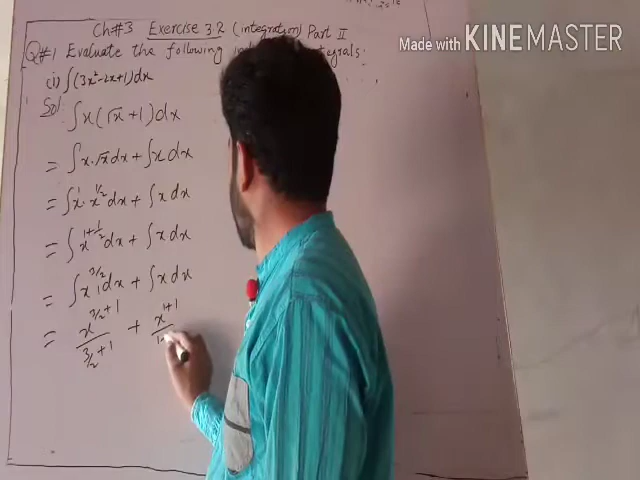 Made with KINEMASTER
Ch#3 Exercise 3.2 (integration) Part II
Q#1 Evaluate the following integrals:
(i) ∫(3x²-2x+1)dx
Sol:
∫x(√x+1)dx
= ∫x·√x dx + ∫x dx
= ∫x¹·x^1/2 dx + ∫x dx
= ∫x^1+1/2 dx + ∫x dx
= ∫x^3/2 dx + ∫x dx
= x^3/2+1 / 3/2+1 + x^1+1 / 1